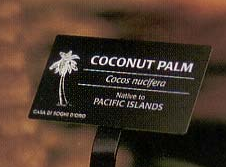 COCONUT PALM
Cocos nucifera
Native to
PACIFIC ISLANDS
CASA DI SOGNI D'ORO